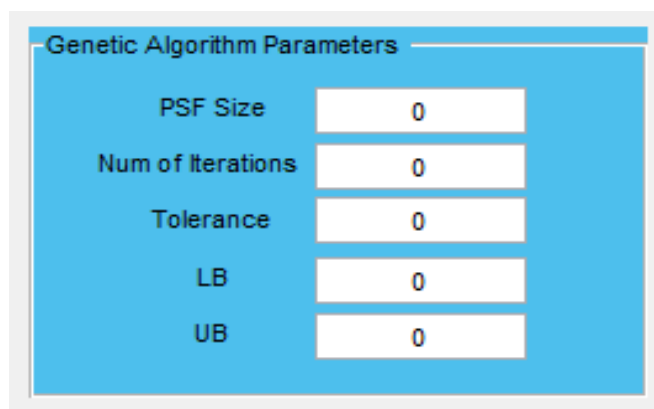 Genetic Algorithm Parameters
PSF Size 0
Num of Iterations 0
Tolerance 0
LB 0
UB 0